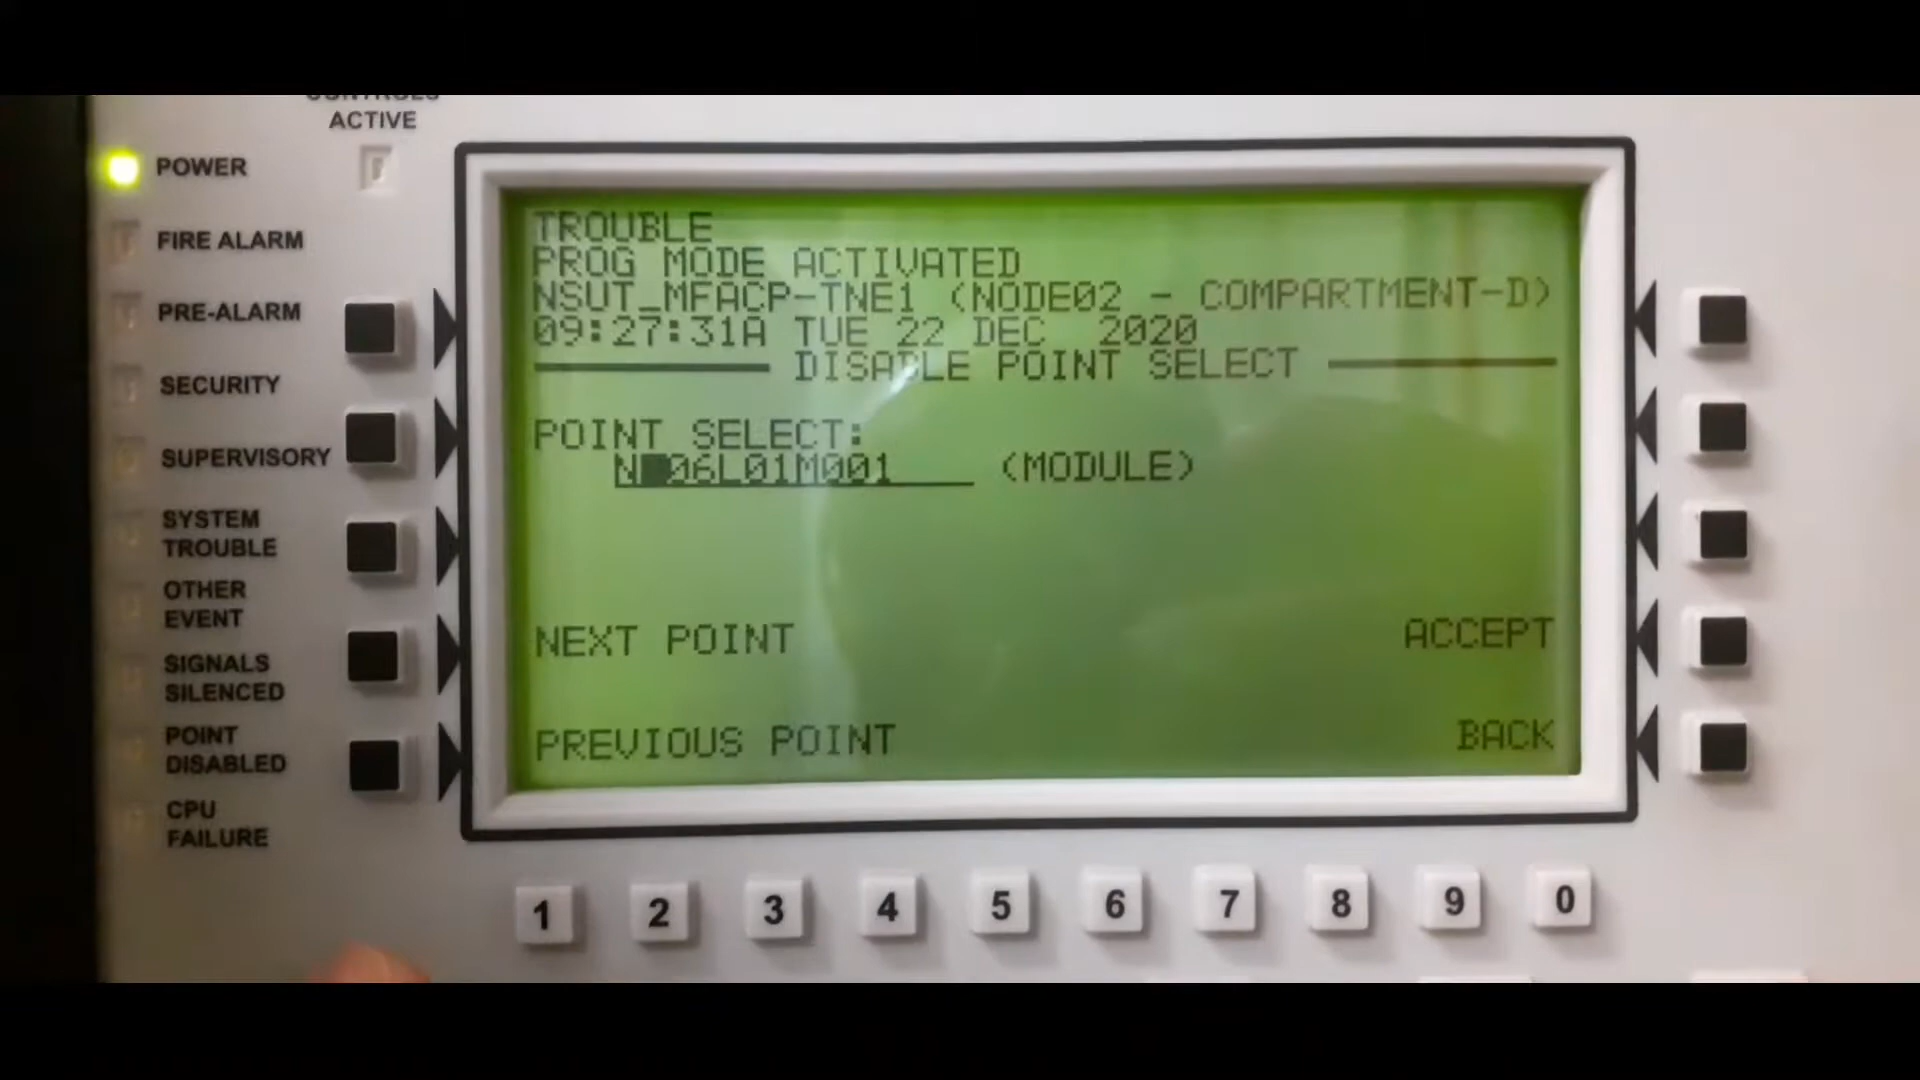 CONTROLS
ACTIVE
POWER
FIRE ALARM
PRE-ALARM
SECURITY
SUPERVISORY
SYSTEM
TROUBLE
OTHER
EVENT
SIGNALS
SILENCED
POINT
DISABLED
CPU
FAILURE
TROUBLE
PROG MODE ACTIVATED
NSUT_MFACP-TNE1 (NODE02 - COMPARTMENT-D)
09:27:31A TUE 22 DEC 2020
DISABLE POINT SELECT
POINT SELECT:
(MODULE)
NEXT POINT
ACCEPT
PREVIOUS POINT
BACK
1 2 3 4 5 6 7 8 9 0